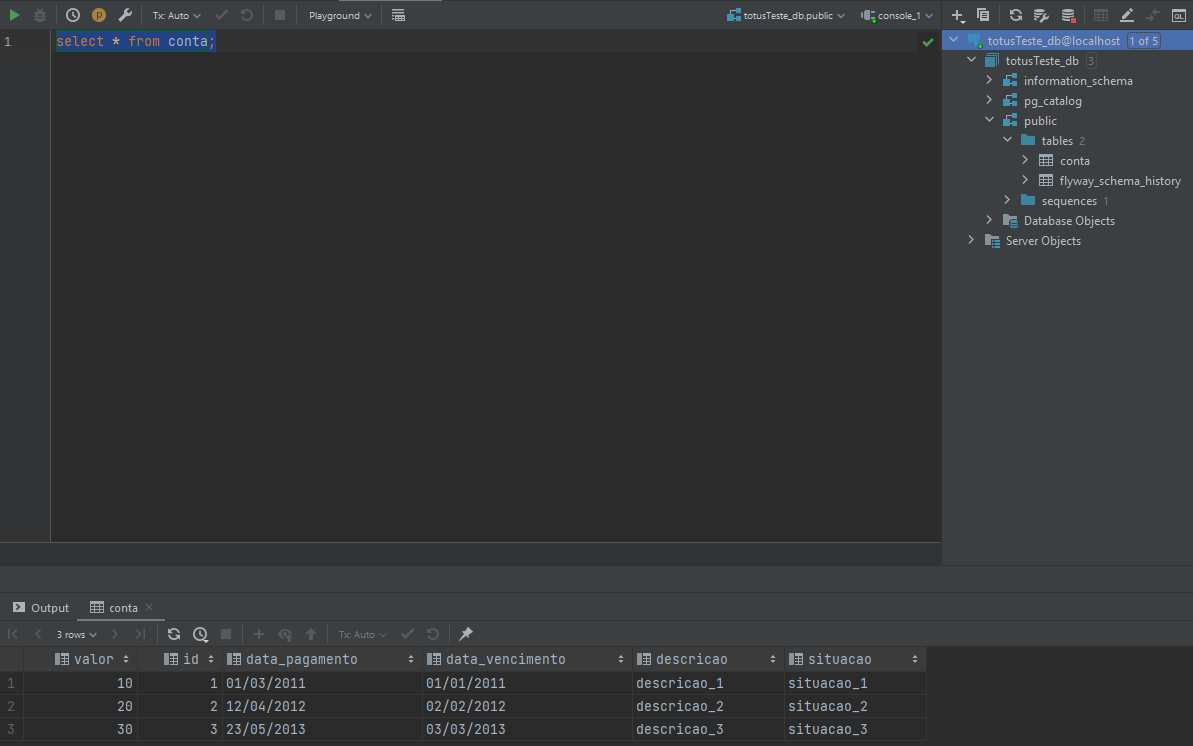 Tx: Auto Playground totusTeste_db.public console_1
1 select * from conta;
totusTeste_db@localhost 1 of 5
totusTeste_db 3
information_schema
pg_catalog
public
tables 2
conta
flyway_schema_history
sequences 1
Database Objects
Server Objects
Output conta
3 rows Tx: Auto
valor id data_pagamento data_vencimento descricao situacao
1 10 1 01/03/2011 01/01/2011 descricao_1 situacao_1
2 20 2 12/04/2012 02/02/2012 descricao_2 situacao_2
3 30 3 23/05/2013 03/03/2013 descricao_3 situacao_3